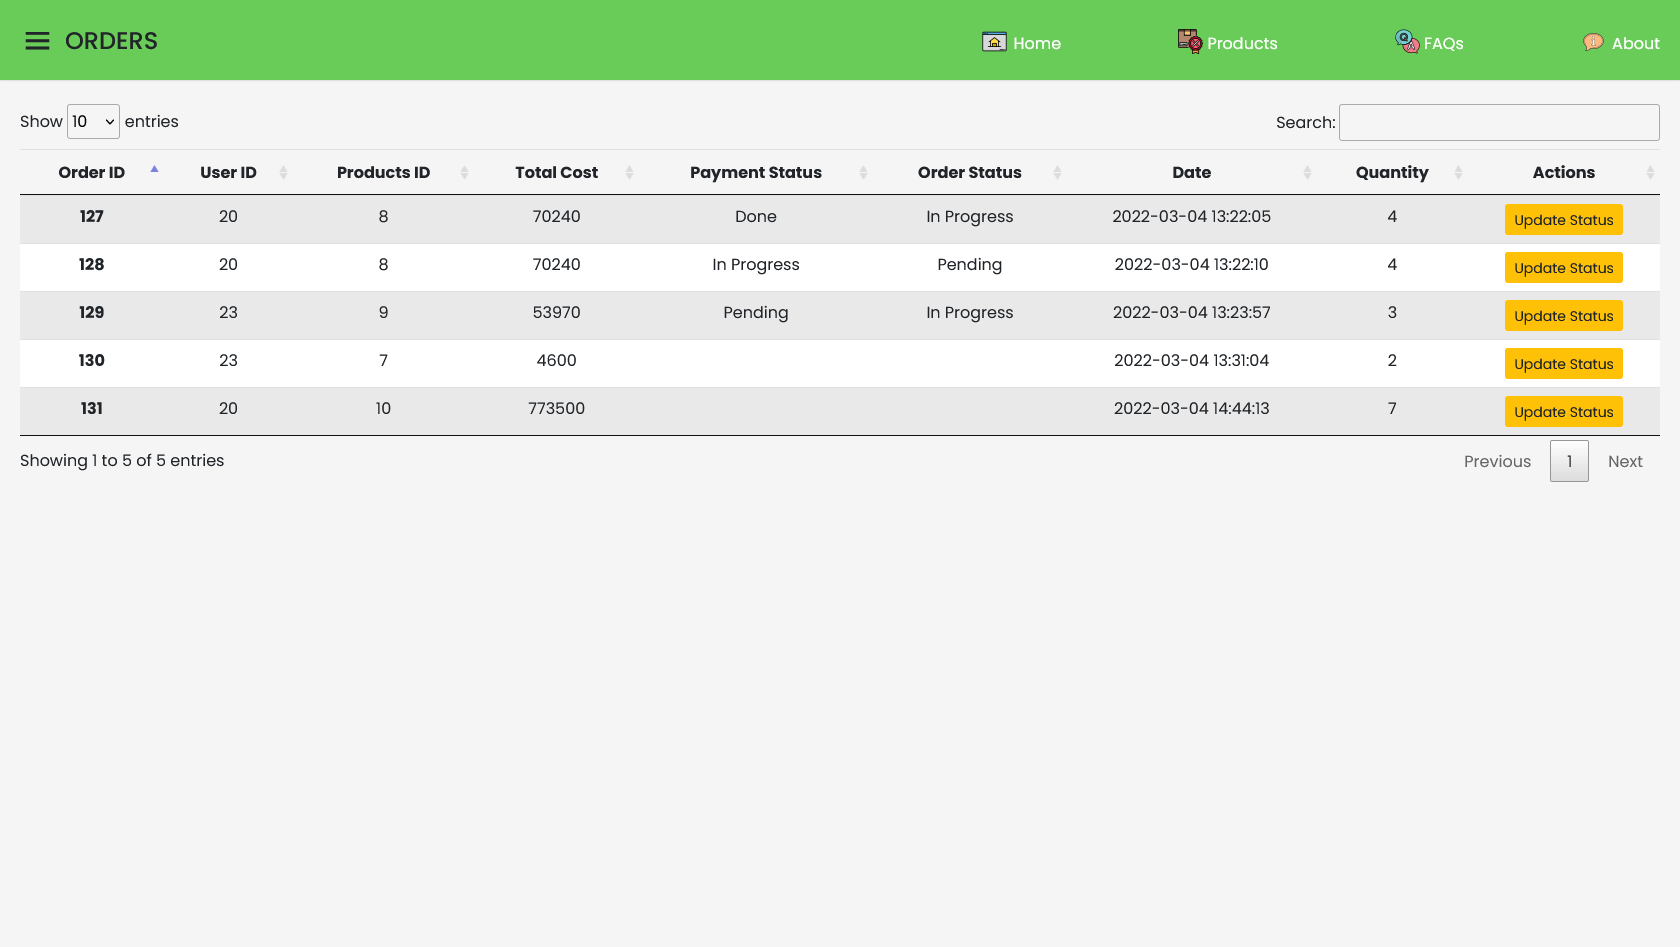 ORDERS Home Products FAQs About
Show 10 entries Search:
Order ID User ID Products ID Total Cost Payment Status Order Status Date Quantity Actions
127 20 8 70240 Done In Progress 2022-03-04 13:22:05 4 Update Status
128 20 8 70240 In Progress Pending 2022-03-04 13:22:10 4 Update Status
129 23 9 53970 Pending In Progress 2022-03-04 13:23:57 3 Update Status
130 23 7 4600 2022-03-04 13:31:04 2 Update Status
131 20 10 773500 2022-03-04 14:44:13 7 Update Status
Showing 1 to 5 of 5 entries Previous 1 Next